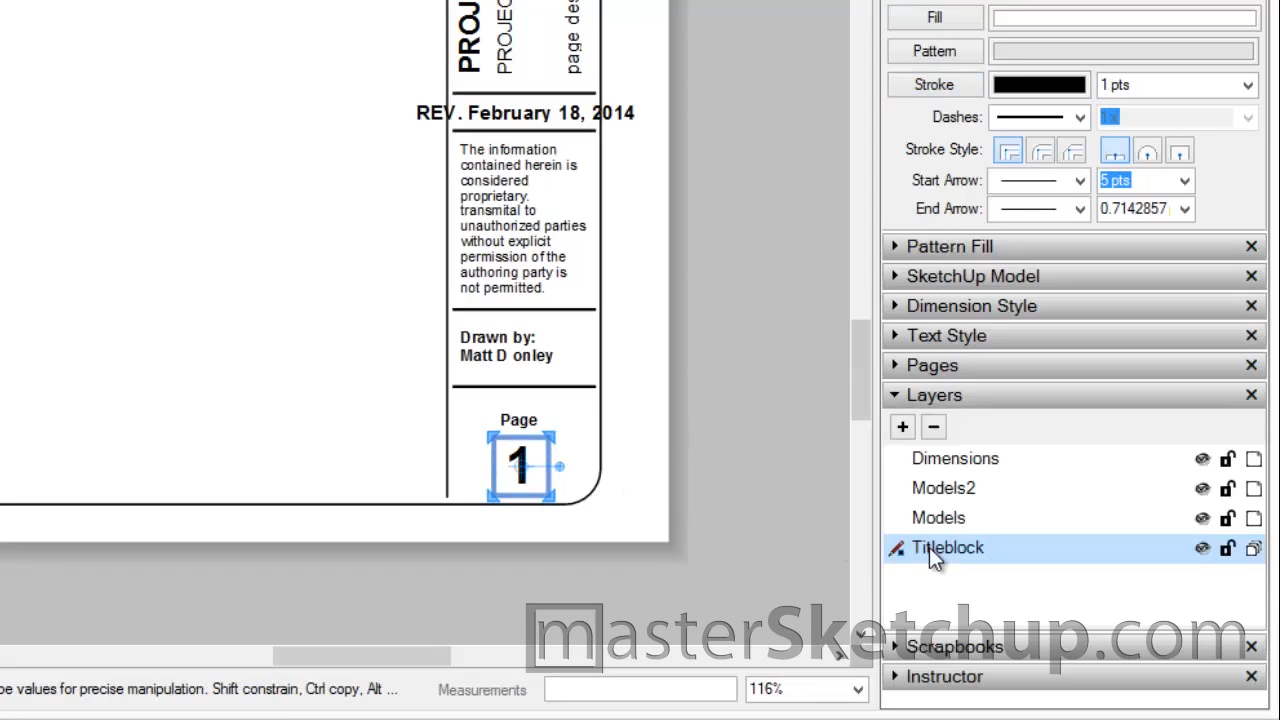 PROJ
PROJEC
page des
REV. February 18, 2014
The information
contained herein is
considered
proprietary.
transmital to
unauthorized parties
without explicit
permission of the
authoring party is
not permitted.
Drawn by:
Matt D onley
Page
1
Fill
Pattern
Stroke
1 pts
Dashes:
1 x
Stroke Style:
Start Arrow:
5 pts
End Arrow:
0.7142857
Pattern Fill
SketchUp Model
Dimension Style
Text Style
Pages
Layers
Dimensions
Models2
Models
Titleblock
masterSketchup.com
Scrapbooks
Instructor
pe values for precise manipulation. Shift constrain, Ctrl copy, Alt ...
Measurements
116%